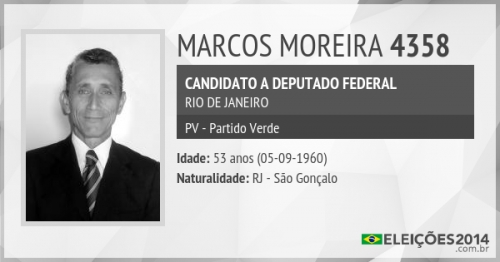 MARCOS MOREIRA 4358
CANDIDATO A DEPUTADO FEDERAL
RIO DE JANEIRO
PV - Partido Verde
Idade: 53 anos (05-09-1960)
Naturalidade: RJ - São Gonçalo
ELEIÇÕES2014
.com.br